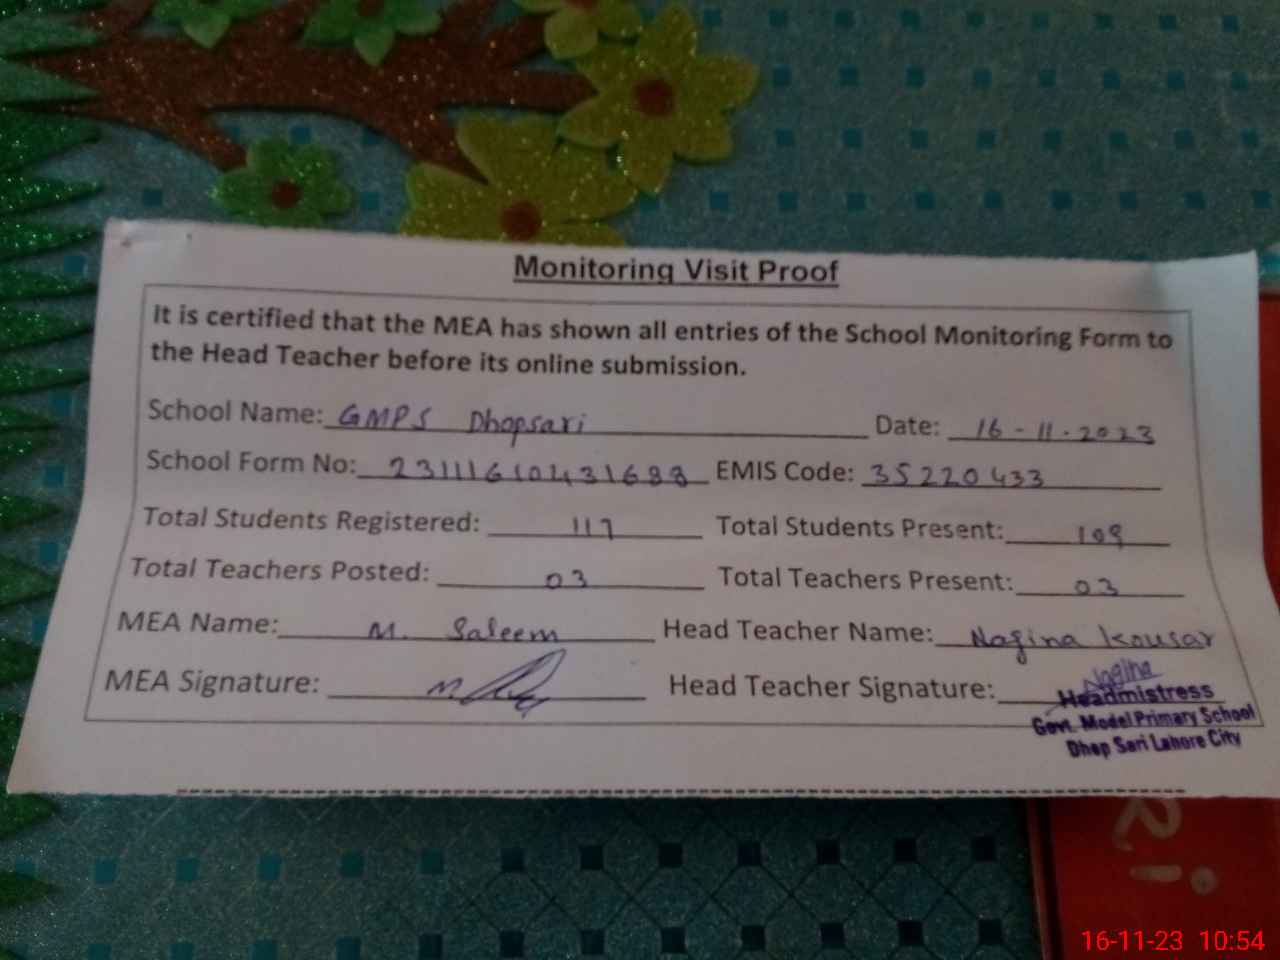 Monitoring Visit Proof
It is certified that the MEA has shown all entries of the School Monitoring Form to
the Head Teacher before its online submission.
School Name: GMPS Dhopsari Date: 16-11-2023
School Form No: 23111610431688 EMIS Code: 35220433
Total Students Registered: 117 Total Students Present: 109
Total Teachers Posted: 03 Total Teachers Present: 03
MEA Name: M. Saleem Head Teacher Name: Nagina Kousar
MEA Signature: M. Head Teacher Signature: Nagina
Headmistress
Govt. Model Primary School
Dhop Sari Lahore City
Ri
16-11-23 10:54